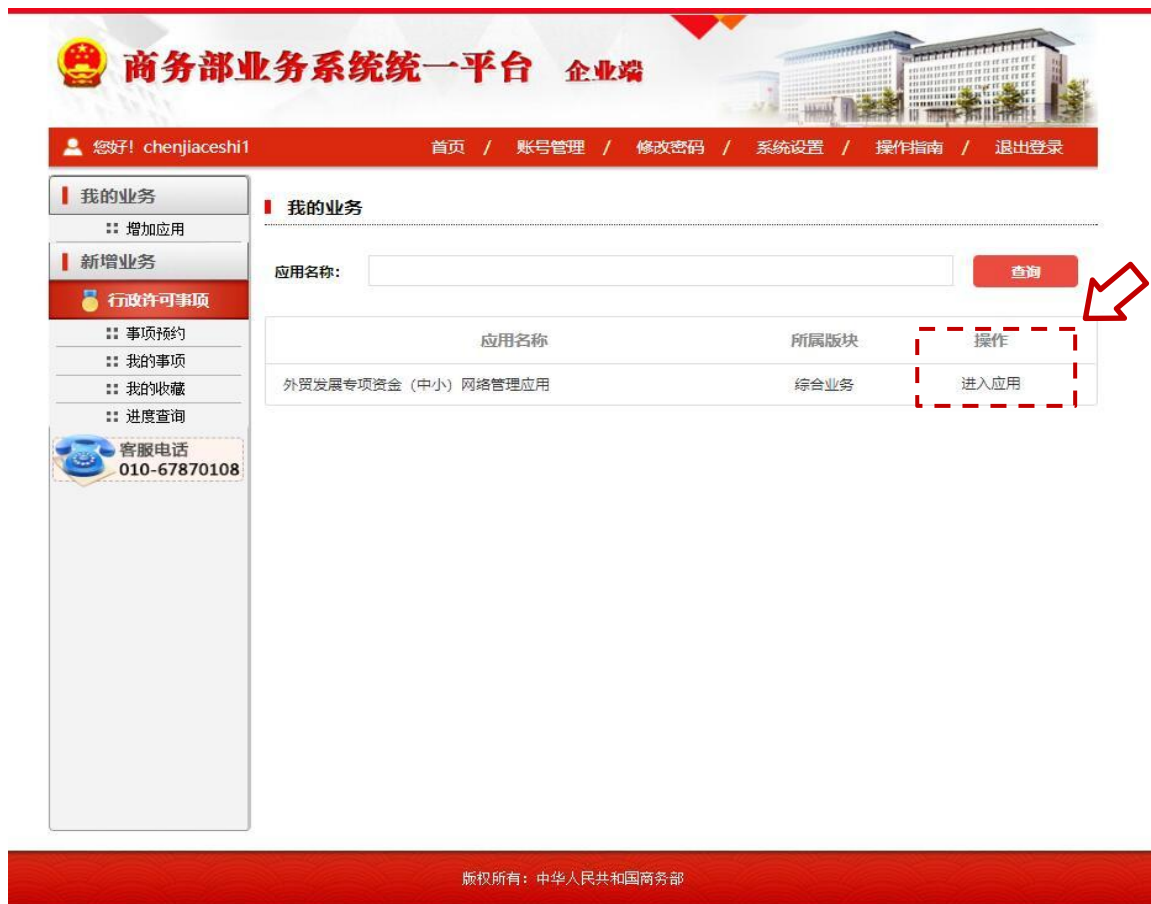 商务部业务系统统一平台 企业端
您好！chenjiaceshi1
首页 / 账号管理 / 修改密码 / 系统设置 / 操作指南 / 退出登录
我的业务
增加应用
新增业务
行政许可事项
事项预约
我的事项
我的收藏
进度查询
客服电话
010-67870108
我的业务
应用名称： 查询
应用名称 所属版块 操作
外贸发展专项资金（中小）网络管理应用 综合业务 进入应用
版权所有：中华人民共和国商务部